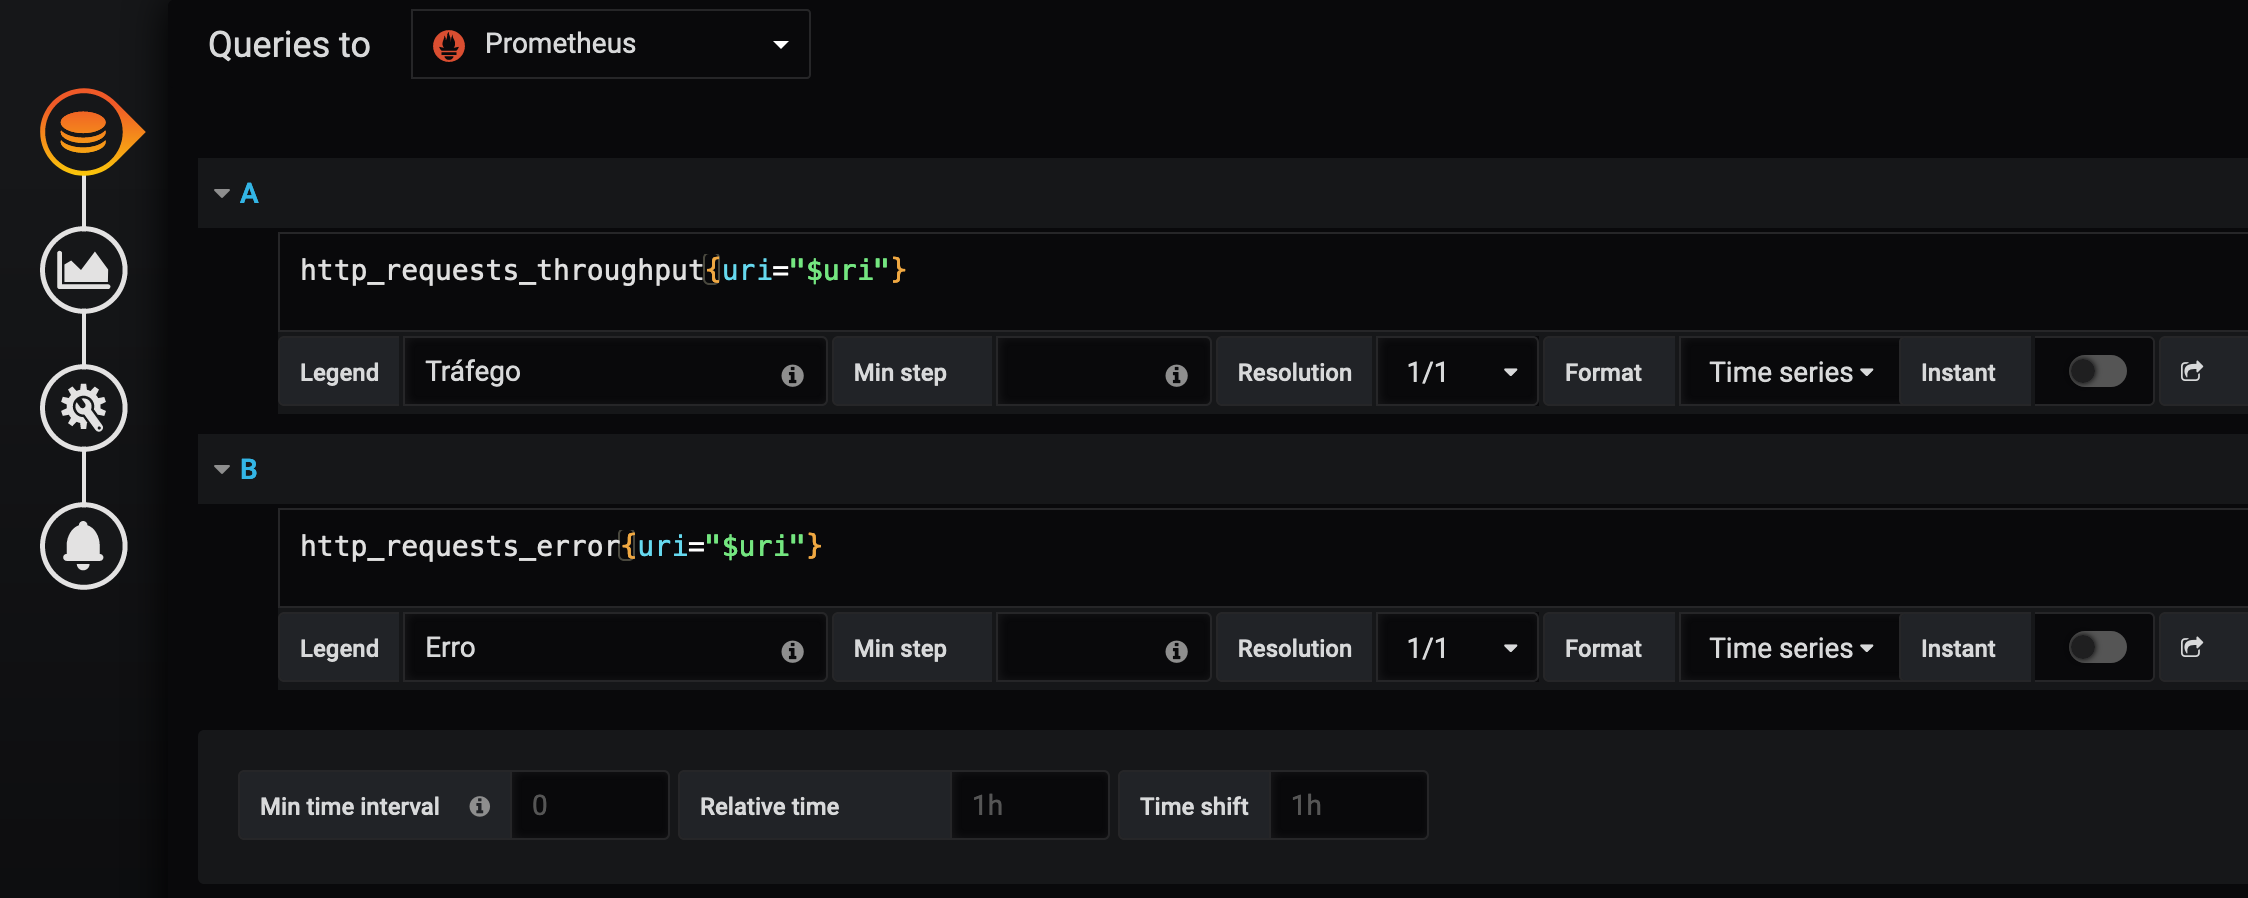 Queries to Prometheus
A
http_requests_throughput{uri="$uri"}
Legend Tráfego Min step Resolution 1/1 Format Time series Instant
B
http_requests_error{uri="$uri"}
Legend Erro Min step Resolution 1/1 Format Time series Instant
Min time interval 0 Relative time 1h Time shift 1h